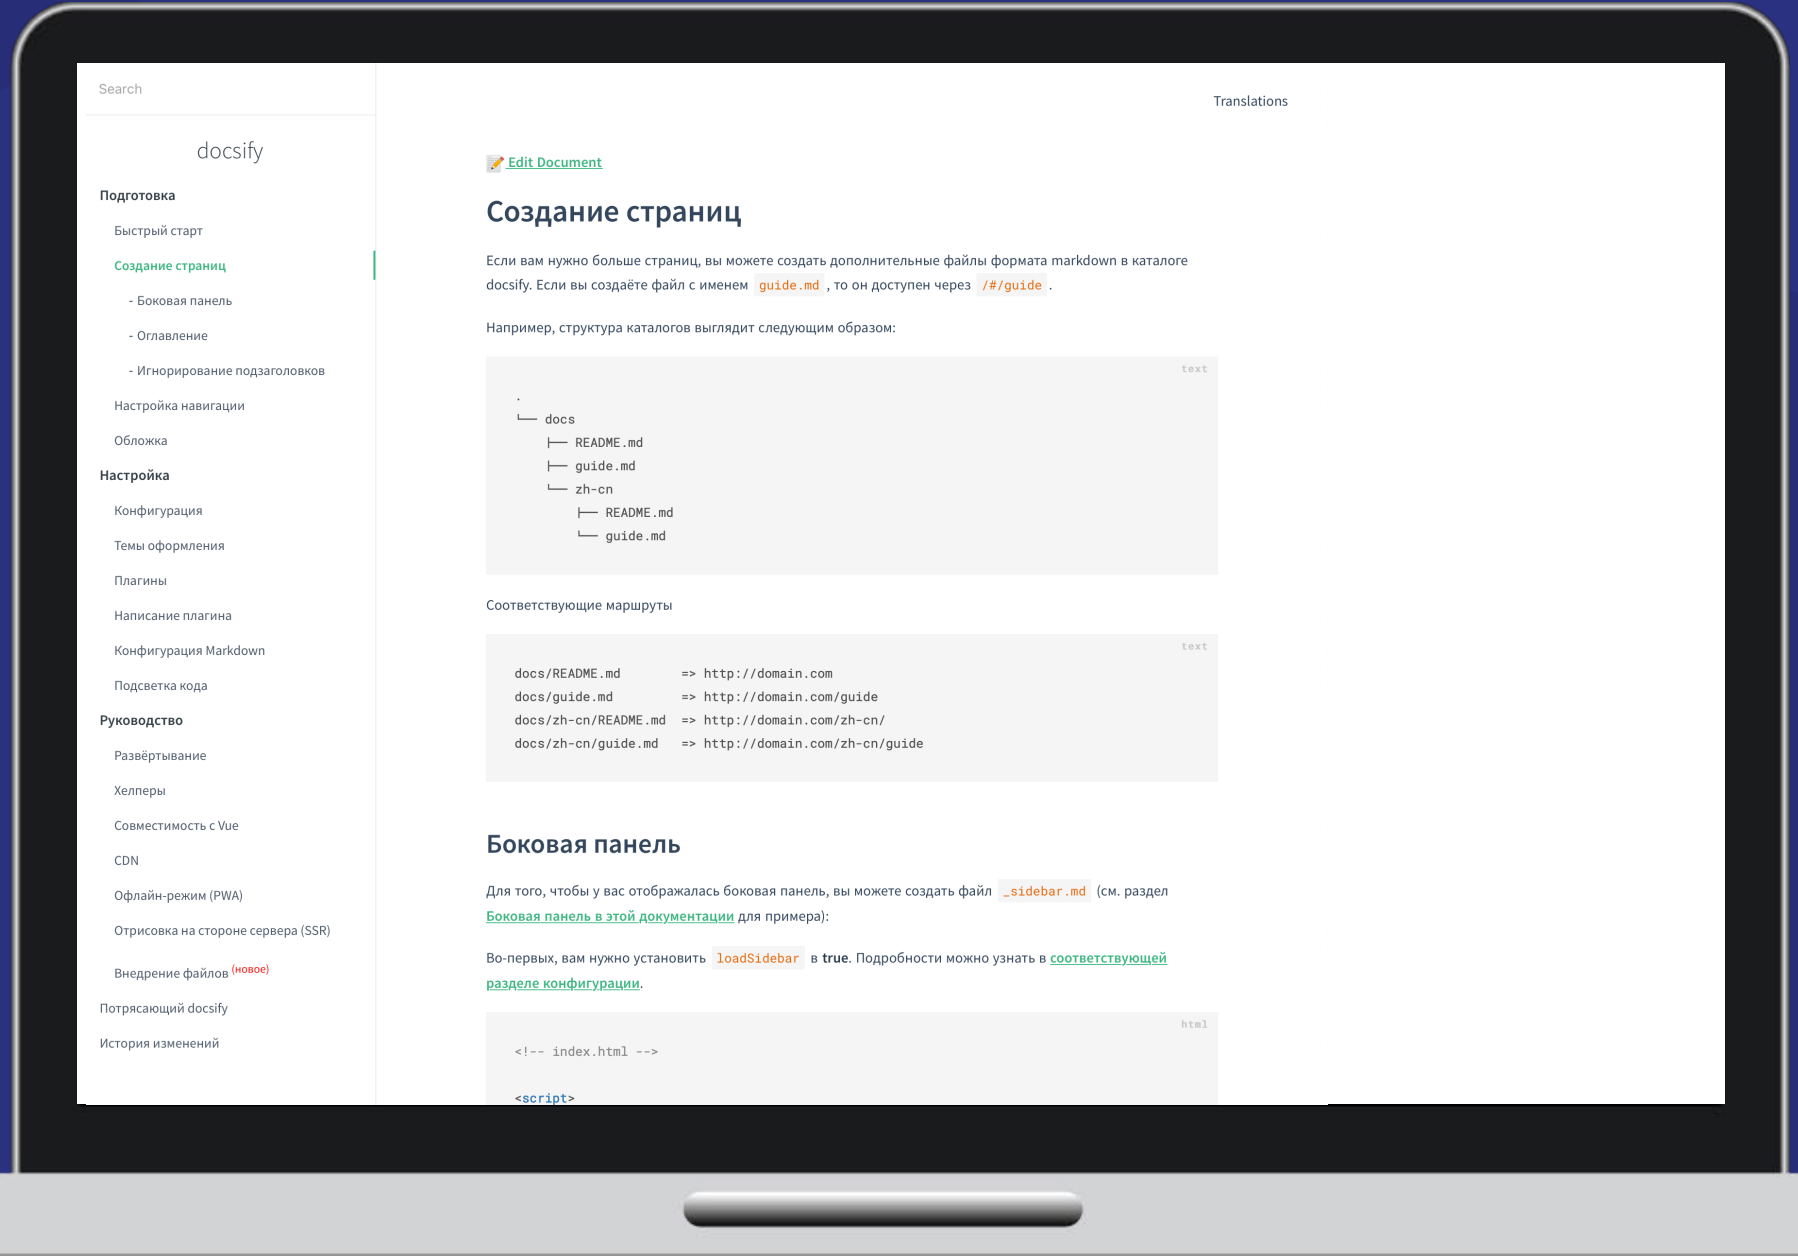 Search
docsify
Подготовка
Быстрый старт
Создание страниц
- Боковая панель
- Оглавление
- Игнорирование подзаголовков
Настройка навигации
Обложка
Настройка
Конфигурация
Темы оформления
Плагины
Написание плагина
Конфигурация Markdown
Подсветка кода
Руководство
Развёртывание
Хелперы
Совместимость с Vue
CDN
Офлайн-режим (PWA)
Отрисовка на стороне сервера (SSR)
Внедрение файлов (новое)
Потрясающий docsify
История изменений
Translations
📝 Edit Document
Создание страниц
Если вам нужно больше страниц, вы можете создать дополнительные файлы формата markdown в каталоге
docsify. Если вы создаёте файл с именем guide.md , то он доступен через /#/guide .
Например, структура каталогов выглядит следующим образом:
text
.
└── docs
    ├── README.md
    ├── guide.md
    └── zh-cn
        ├── README.md
        └── guide.md
Соответствующие маршруты
text
docs/README.md        => http://domain.com
docs/guide.md         => http://domain.com/guide
docs/zh-cn/README.md  => http://domain.com/zh-cn/
docs/zh-cn/guide.md   => http://domain.com/zh-cn/guide
Боковая панель
Для того, чтобы у вас отображалась боковая панель, вы можете создать файл _sidebar.md (см. раздел
Боковая панель в этой документации для примера):
Во-первых, вам нужно установить loadSidebar в true. Подробности можно узнать в соответствующей
разделе конфигурации.
html
<!-- index.html -->
<script>